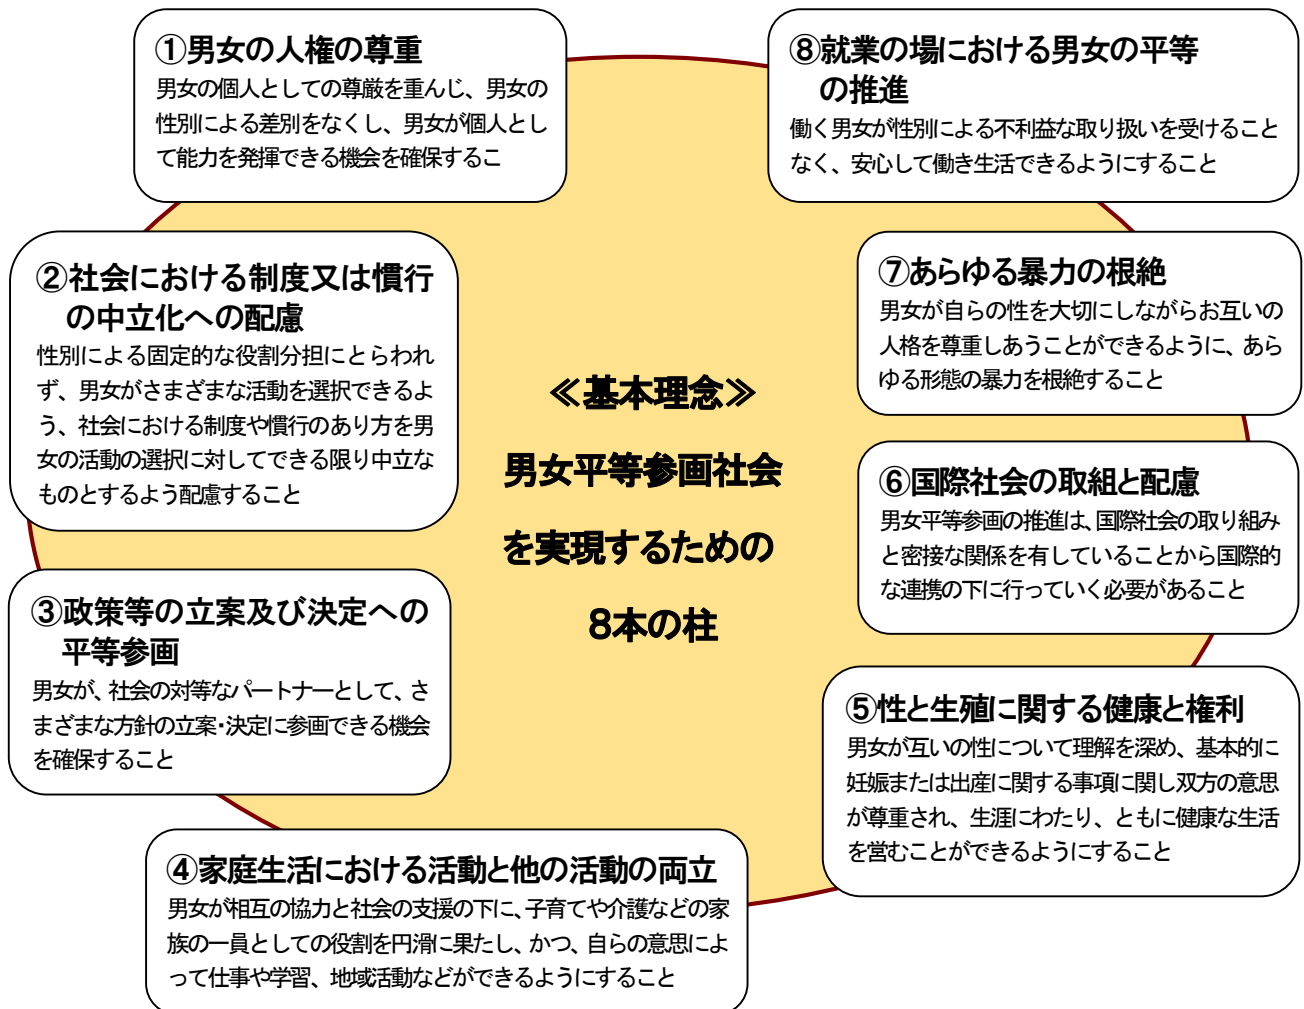 ①男女の人権の尊重
男女の個人としての尊厳を重んじ、男女の
性別による差別をなくし、男女が個人とし
て能力を発揮できる機会を確保するこ
②社会における制度又は慣行
の中立化への配慮
性別による固定的な役割分担にとらわれ
ず、男女がさまざまな活動を選択できるよ
う、社会における制度や慣行のあり方を男
女の活動の選択に対してできる限り中立な
ものとするよう配慮すること
③政策等の立案及び決定への
平等参画
男女が、社会の対等なパートナーとして、さ
まざまな方針の立案・決定に参画できる機会
を確保すること
④家庭生活における活動と他の活動の両立
男女が相互の協力と社会の支援の下に、子育てや介護などの家
族の一員としての役割を円滑に果たし、かつ、自らの意思によ
って仕事や学習、地域活動などができるようにすること
≪基本理念≫
男女平等参画社会
を実現するための
8本の柱
⑧就業の場における男女の平等
の推進
働く男女が性別による不利益な取り扱いを受けること
なく、安心して働き生活できるようにすること
⑦あらゆる暴力の根絶
男女が自らの性を大切にしながらお互いの
人格を尊重しあうことができるように、あら
ゆる形態の暴力を根絶すること
⑥国際社会の取組と配慮
男女平等参画の推進は、国際社会の取り組み
と密接な関係を有していることから国際的
な連携の下に行っていく必要があること
⑤性と生殖に関する健康と権利
男女が互いの性について理解を深め、基本的に
妊娠または出産に関する事項に関し双方の意思
が尊重され、生涯にわたり、ともに健康な生活
を営むことができるようにすること